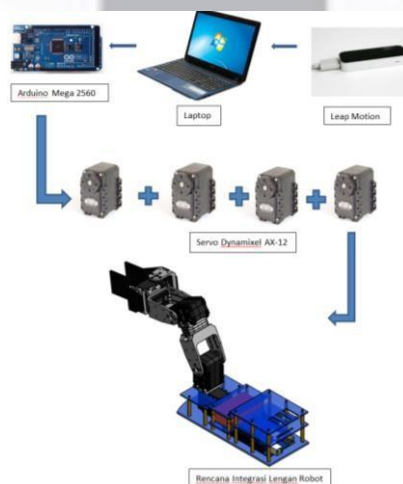 Arduino Mega 2560
Laptop
Leap Motion
Servo Dynamixel AX-12
Rencana Integrasi Lengan Robot